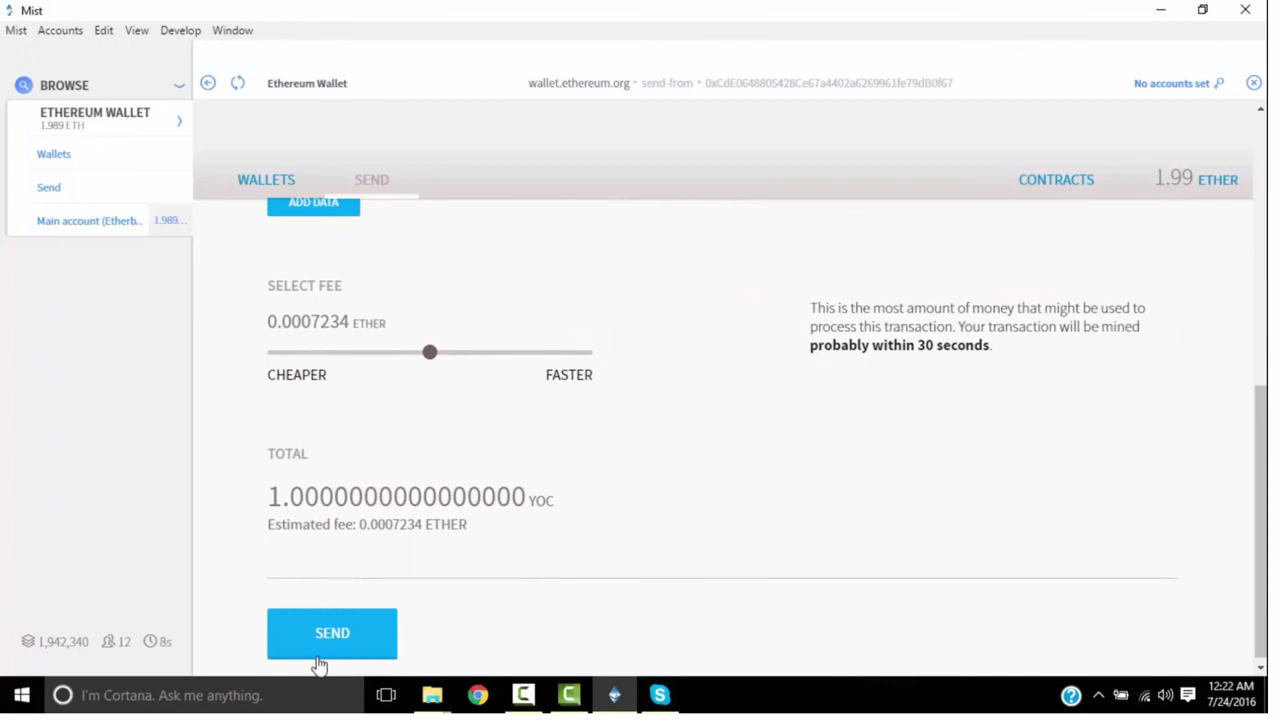 Mist
Mist Accounts Edit View Develop Window
BROWSE
Ethereum Wallet
wallet.ethereum.org • send-from • 0xCdE0648805428Ce67a4402a6269961fe79dB0f67
No accounts set
ETHEREUM WALLET
1.989 ETH
Wallets
Send
Main account (Etherb.. 1.989...
WALLETS SEND CONTRACTS 1.99 ETHER
ADD DATA
SELECT FEE
0.0007234 ETHER
CHEAPER FASTER
This is the most amount of money that might be used to
process this transaction. Your transaction will be mined
probably within 30 seconds.
TOTAL
1.0000000000000000 YOC
Estimated fee: 0.0007234 ETHER
SEND
1,942,340 12 8s
I'm Cortana. Ask me anything.
12:22 AM
7/24/2016